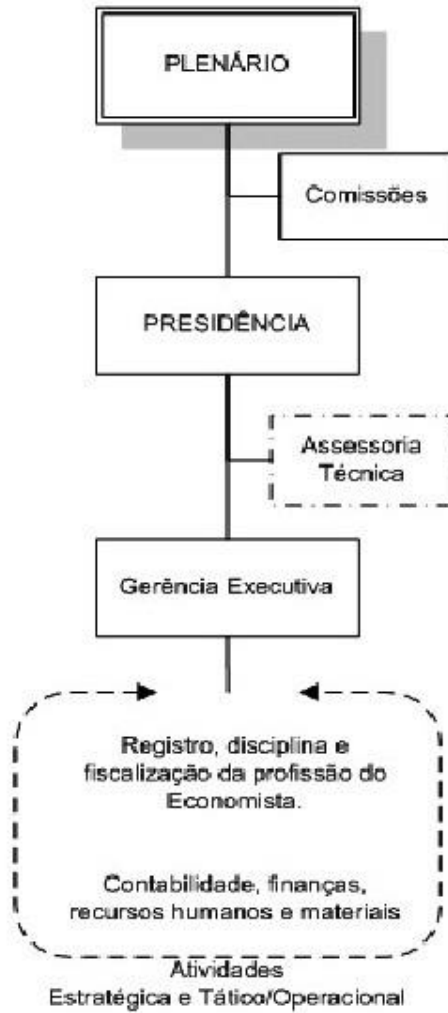 PLENÁRIO
Comissões
PRESIDÊNCIA
Assessoria
Técnica
Gerência Executiva
Registro, disciplina e
fiscalização da profissão do
Economista.
Contabilidade, finanças,
recursos humanos e materiais
Atividades
Estratégica e Tático/Operacional